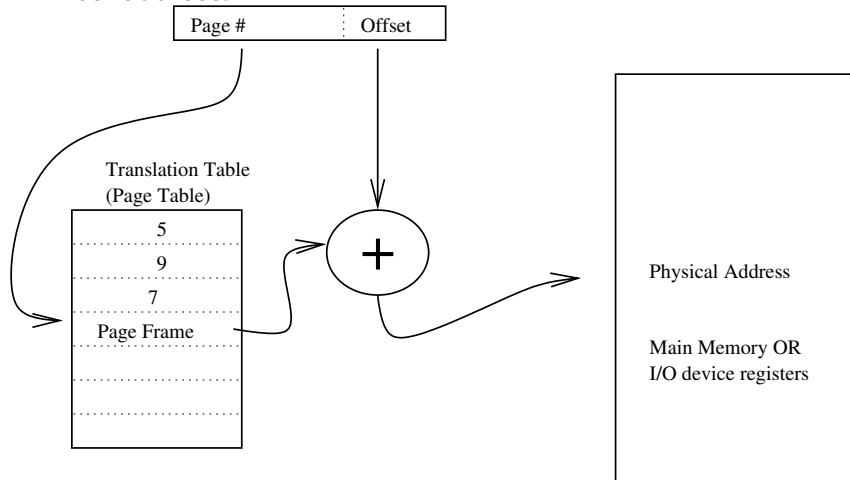 Page # Offset
Translation Table
(Page Table)
5
9
7
Page Frame
+
Physical Address
Main Memory OR
I/O device registers